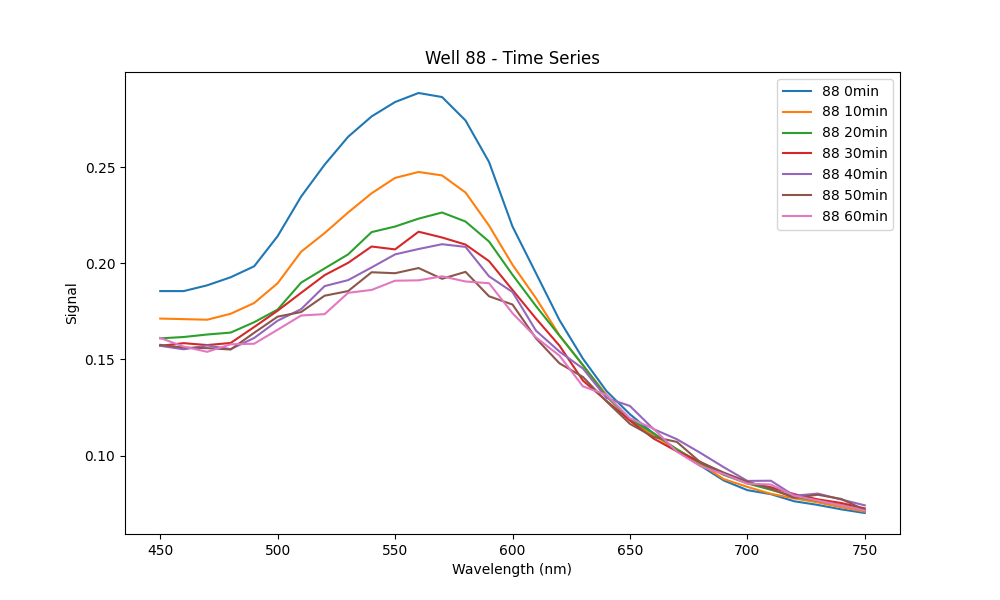 Well 88 - Time Series
88 0min
88 10min
88 20min
88 30min
88 40min
88 50min
88 60min
Signal
0.25
0.20
0.15
0.10
450 500 550 600 650 700 750
Wavelength (nm)